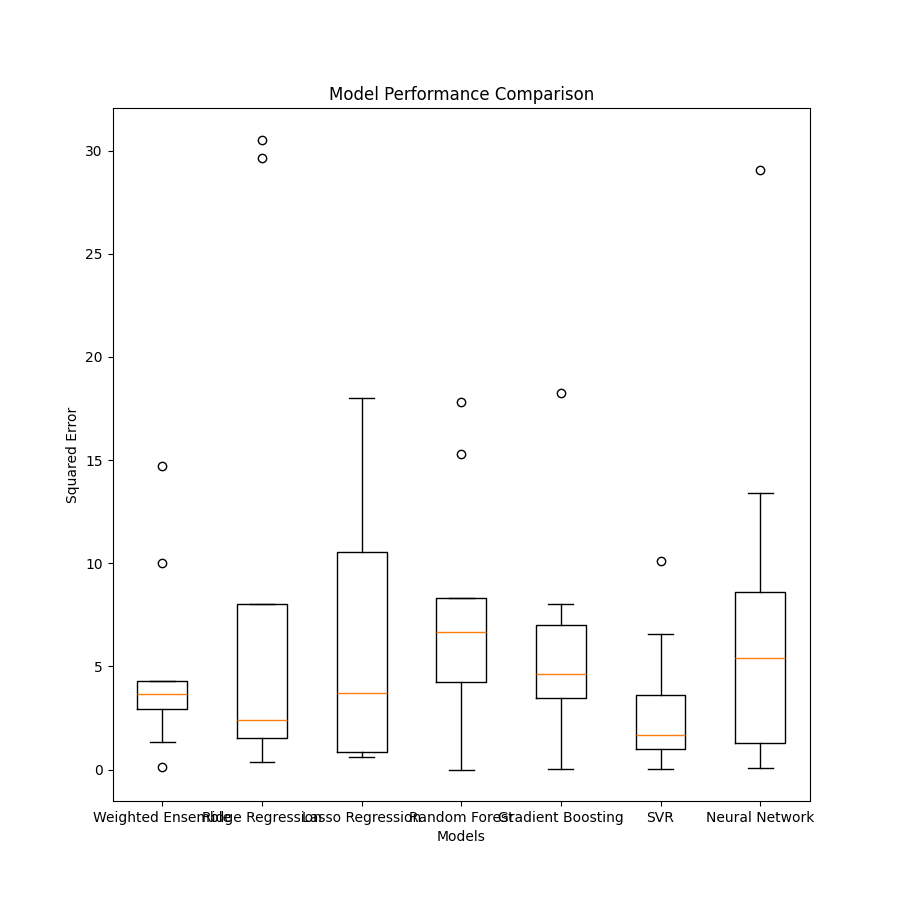 Model Performance Comparison
30
25
20
15
10
5
0
Squared Error
Weighted Ensemble Ridge Regression Lasso Regression Random Forest Gradient Boosting SVR Neural Network
Models